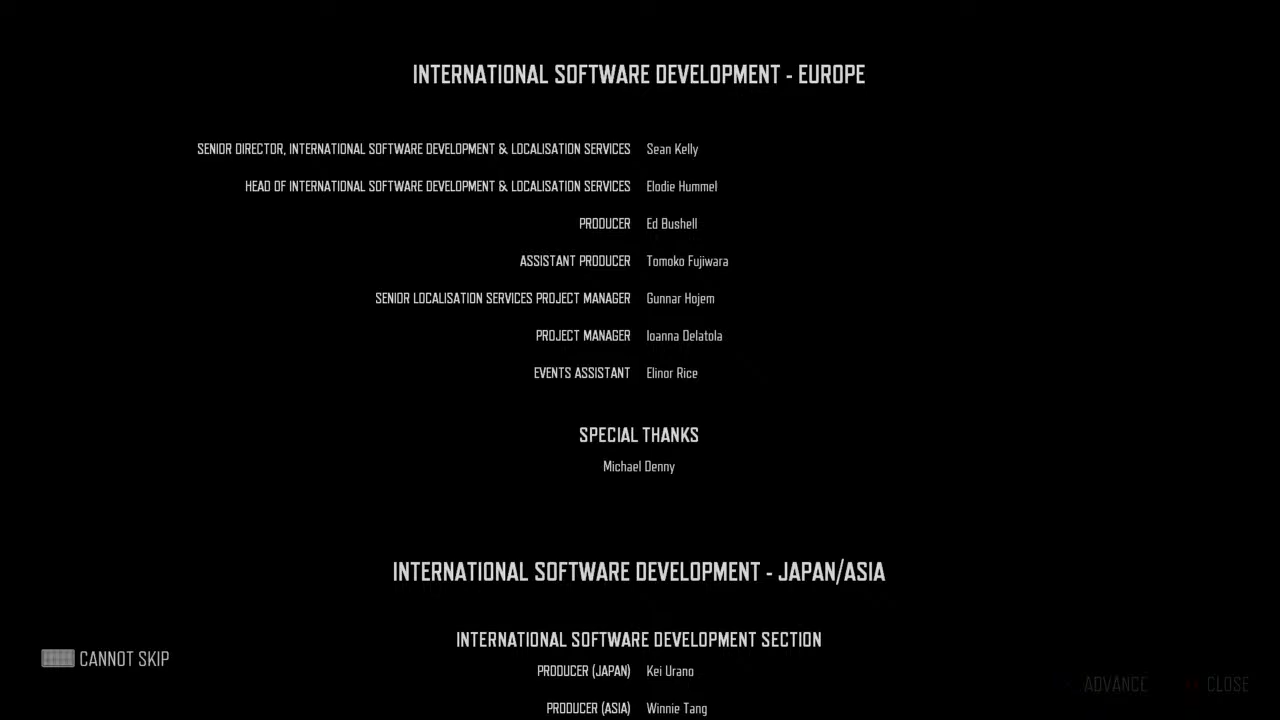 INTERNATIONAL SOFTWARE DEVELOPMENT - EUROPE
SENIOR DIRECTOR, INTERNATIONAL SOFTWARE DEVELOPMENT & LOCALISATION SERVICES Sean Kelly
HEAD OF INTERNATIONAL SOFTWARE DEVELOPMENT & LOCALISATION SERVICES Elodie Hummel
PRODUCER Ed Bushell
ASSISTANT PRODUCER Tomoko Fujiwara
SENIOR LOCALISATION SERVICES PROJECT MANAGER Gunnar Hojem
PROJECT MANAGER Ioanna Delatola
EVENTS ASSISTANT Elinor Rice
SPECIAL THANKS
Michael Denny
INTERNATIONAL SOFTWARE DEVELOPMENT - JAPAN/ASIA
INTERNATIONAL SOFTWARE DEVELOPMENT SECTION
CANNOT SKIP
PRODUCER (JAPAN) Kei Urano
ADVANCE CLOSE
PRODUCER (ASIA) Winnie Tang